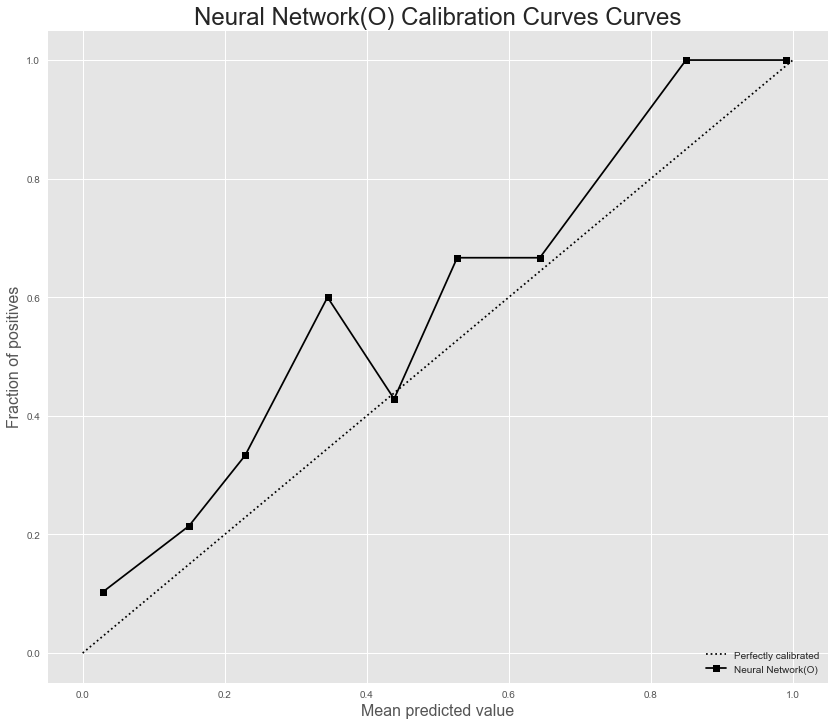 Neural Network(O) Calibration Curves Curves
1.0
0.8
0.6
0.4
0.2
0.0
Fraction of positives
Perfectly calibrated
Neural Network(O)
0.0 0.2 0.4 0.6 0.8 1.0
Mean predicted value